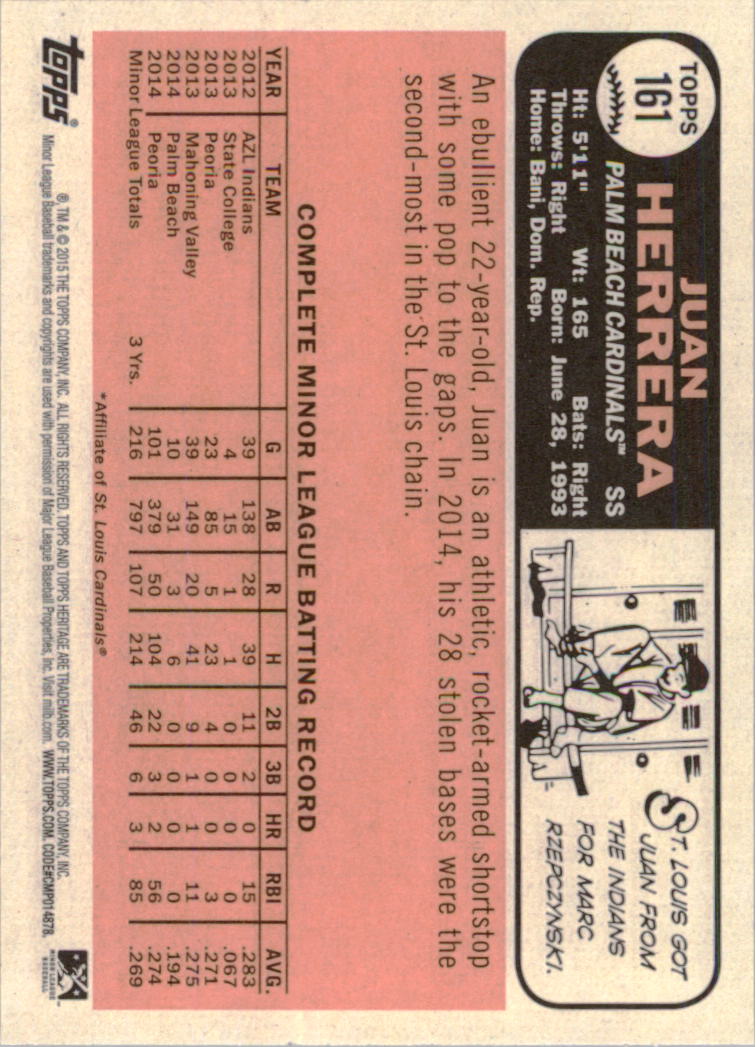 TOPPS
161
JUAN
HERRERA
PALM BEACH CARDINALS™ SS
Ht: 5'11" Wt: 165 Bats: Right
Throws: Right Born: June 28, 1993
Home: Bani, Dom. Rep.
ST. LOUIS GOT
JUAN FROM
THE INDIANS
FOR MARC
RZEPCZYNSKI.
An ebullient 22-year-old, Juan is an athletic, rocket-armed shortstop
with some pop to the gaps. In 2014, his 28 stolen bases were the
second-most in the St. Louis chain.
COMPLETE MINOR LEAGUE BATTING RECORD
YEAR TEAM G AB R H 2B 3B HR RBI AVG.
2012 AZL Indians 39 138 28 39 11 2 0 15 .283
2013 State College 4 15 1 1 0 0 0 0 .067
2013 Peoria 23 85 5 23 4 0 0 3 .271
2013 Mahoning Valley 39 149 20 41 9 1 1 11 .275
2014 Palm Beach 10 31 3 6 0 0 0 0 .194
2014 Peoria 101 379 50 104 22 3 2 56 .274
Minor League Totals 3 Yrs. 216 797 107 214 46 6 3 85 .269
*Affiliate of St. Louis Cardinals®
topps®
® TM & © 2015 THE TOPPS COMPANY, INC. ALL RIGHTS RESERVED. TOPPS AND TOPPS HERITAGE ARE TRADEMARKS OF THE TOPPS COMPANY, INC.
Minor League Baseball trademarks and copyrights are used with permission of Major League Baseball Properties, Inc. Visit milb.com. WWW.TOPPS.COM. CODE#CMP014878.
MINOR LEAGUE
BASEBALL